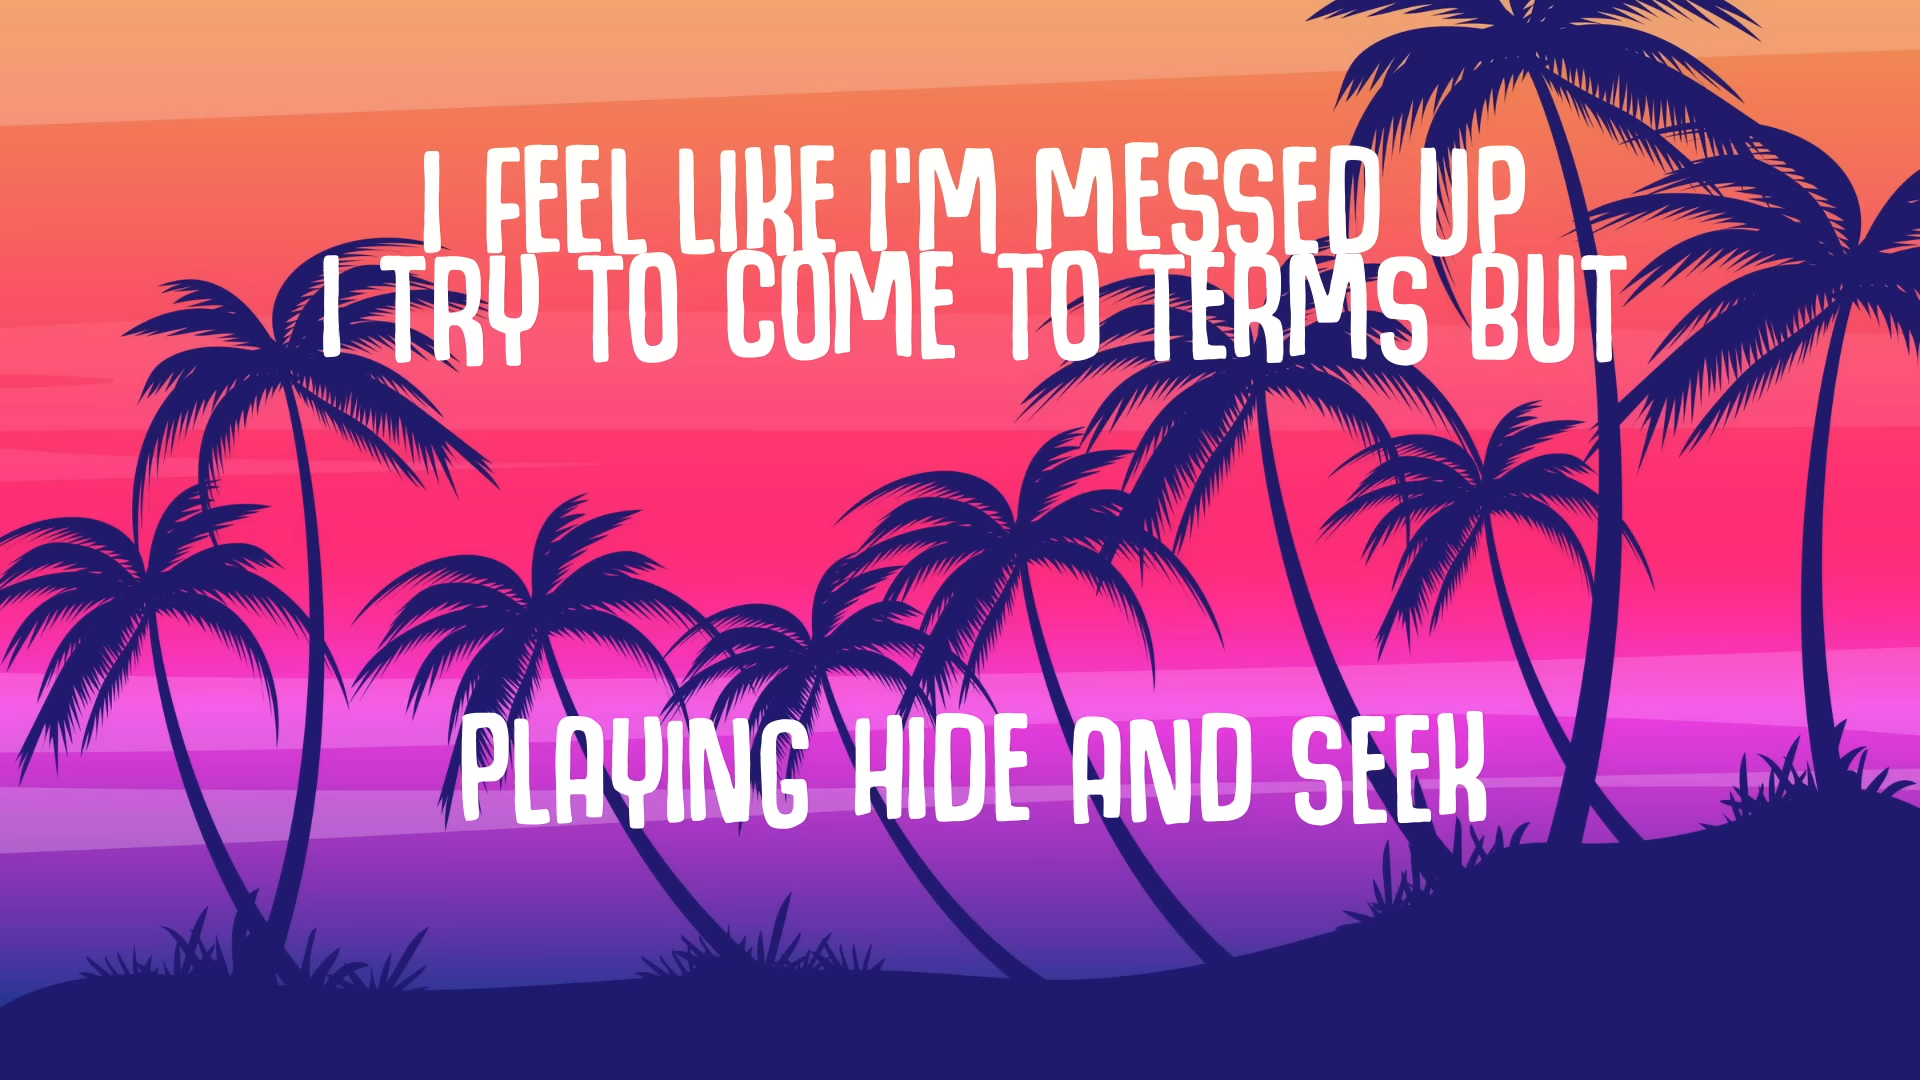 I FEEL LIKE I'M MESSED UP
I TRY TO COME TO TERMS BUT
PLAYING HIDE AND SEEK